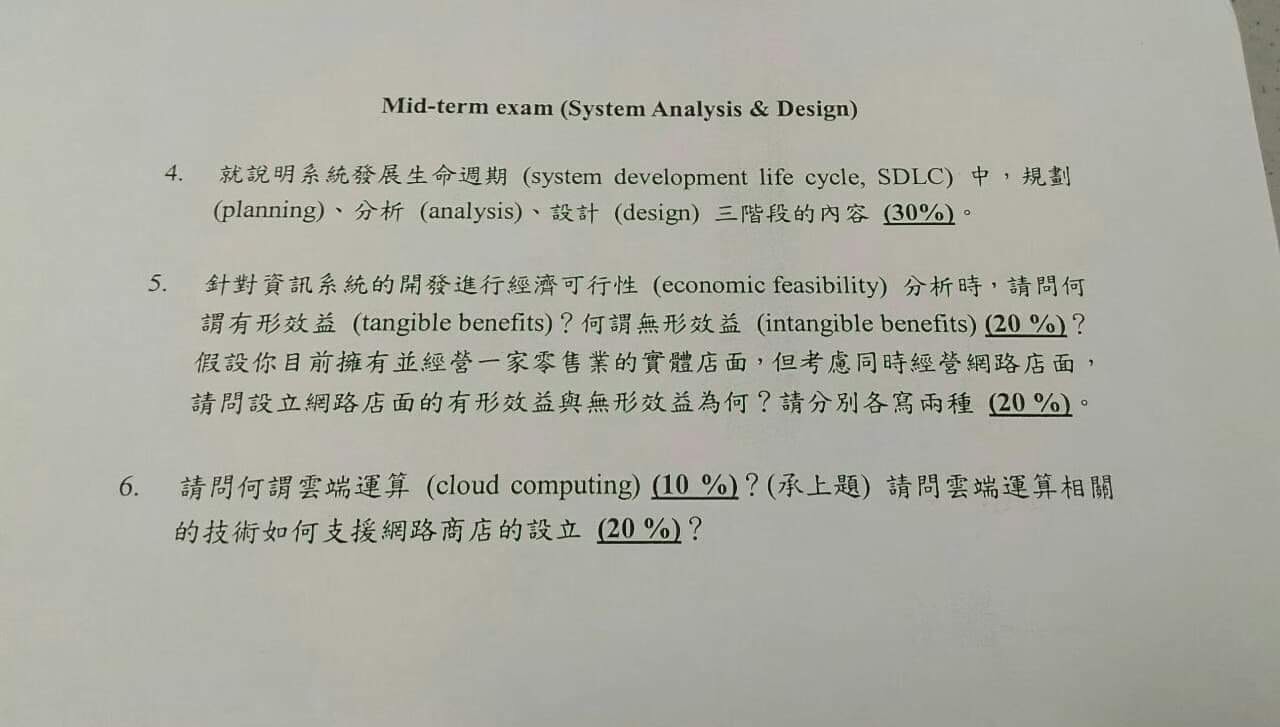 Mid-term exam (System Analysis & Design)
4. 就說明系統發展生命週期 (system development life cycle, SDLC) 中，規劃
(planning)、分析 (analysis)、設計 (design) 三階段的內容 (30%)。
5. 針對資訊系統的開發進行經濟可行性 (economic feasibility) 分析時，請問何
謂有形效益 (tangible benefits)？何謂無形效益 (intangible benefits) (20 %)？
假設你目前擁有並經營一家零售業的實體店面，但考慮同時經營網路店面，
請問設立網路店面的有形效益與無形效益為何？請分別各寫兩種 (20 %)。
6. 請問何謂雲端運算 (cloud computing) (10 %)？(承上題) 請問雲端運算相關
的技術如何支援網路商店的設立 (20 %)？